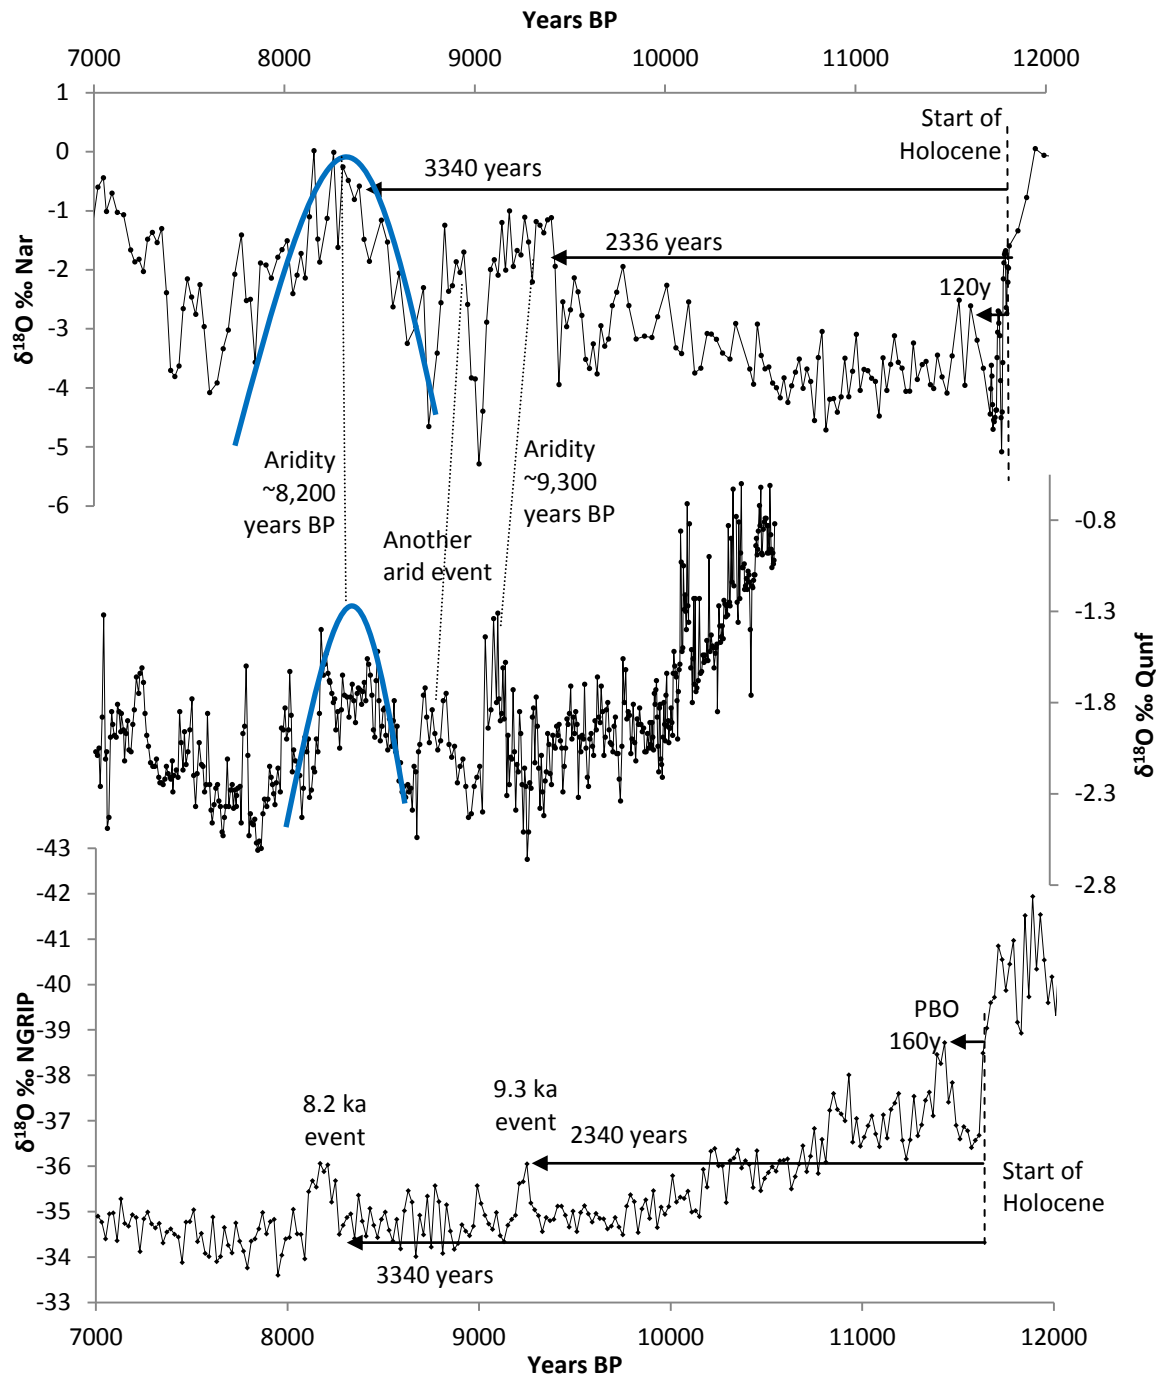 Years BP
7000 8000 9000 10000 11000 12000
1
0
-1
-2
-3
-4
-5
-6
δ¹⁸O ‰ Nar
Start of
Holocene
3340 years
2336 years
120y
Aridity
~8,200
years BP
Aridity
~9,300
years BP
Another
arid event
-0.8
-1.3
-1.8
-2.3
-2.8
δ¹⁸O ‰ Qunf
-43
-42
-41
-40
-39
-38
-37
-36
-35
-34
-33
δ¹⁸O ‰ NGRIP
PBO
160y
8.2 ka
event
9.3 ka
event
2340 years
Start of
Holocene
3340 years
7000 8000 9000 10000 11000 12000
Years BP